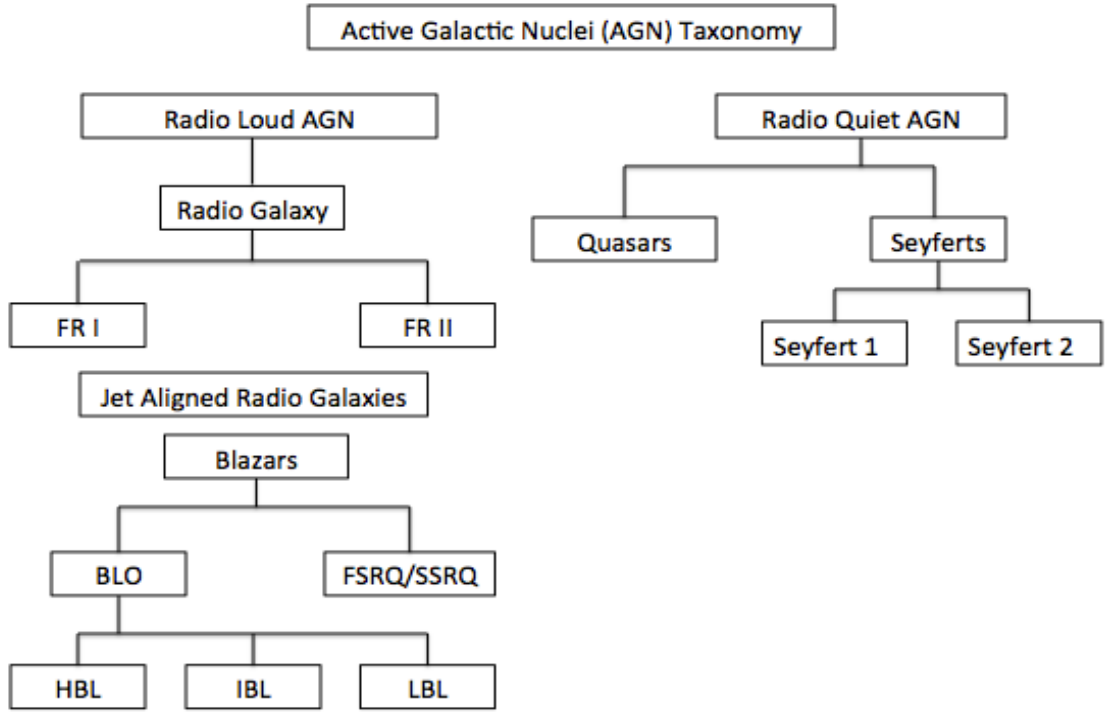 Active Galactic Nuclei (AGN) Taxonomy
Radio Loud AGN
Radio Quiet AGN
Radio Galaxy
Quasars
Seyferts
FR I
FR II
Seyfert 1
Seyfert 2
Jet Aligned Radio Galaxies
Blazars
BLO
FSRQ/SSRQ
HBL
IBL
LBL